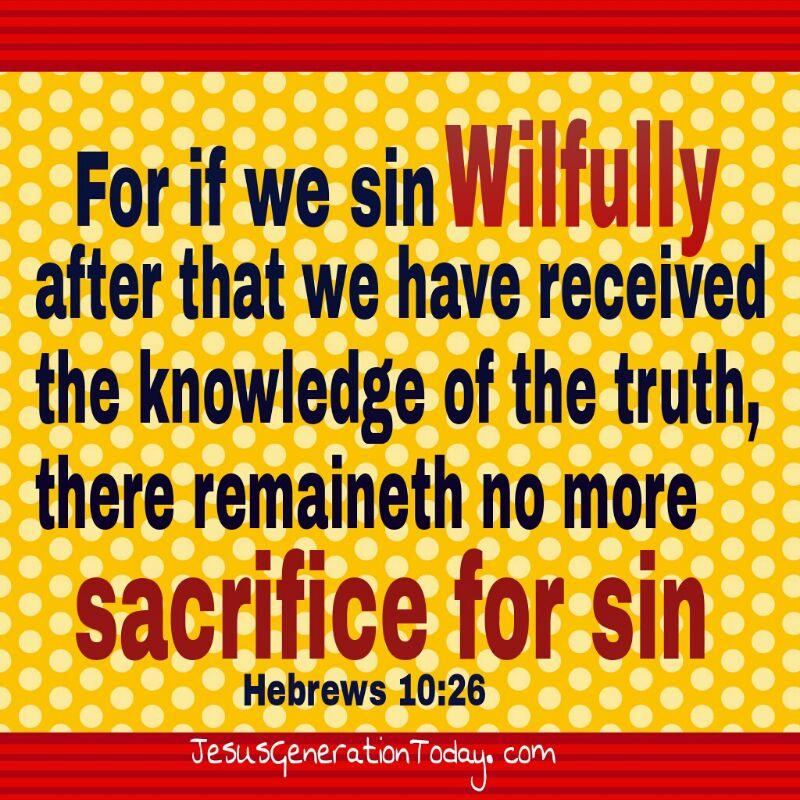 For if we sin Wilfully
after that we have received
the knowledge of the truth,
there remaineth no more
sacrifice for sin
Hebrews 10:26
JesusGenerationToday. com